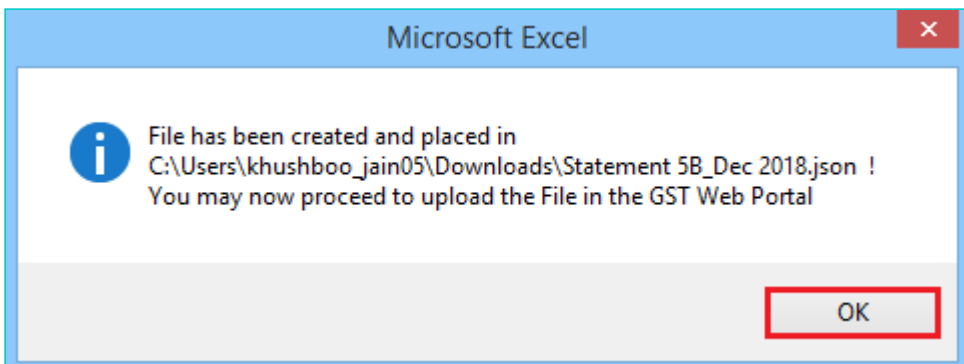 Microsoft Excel
File has been created and placed in
C:\Users\khushboo_jain05\Downloads\Statement 5B_Dec 2018.json  !
You may now proceed to upload the File in the GST Web Portal
OK